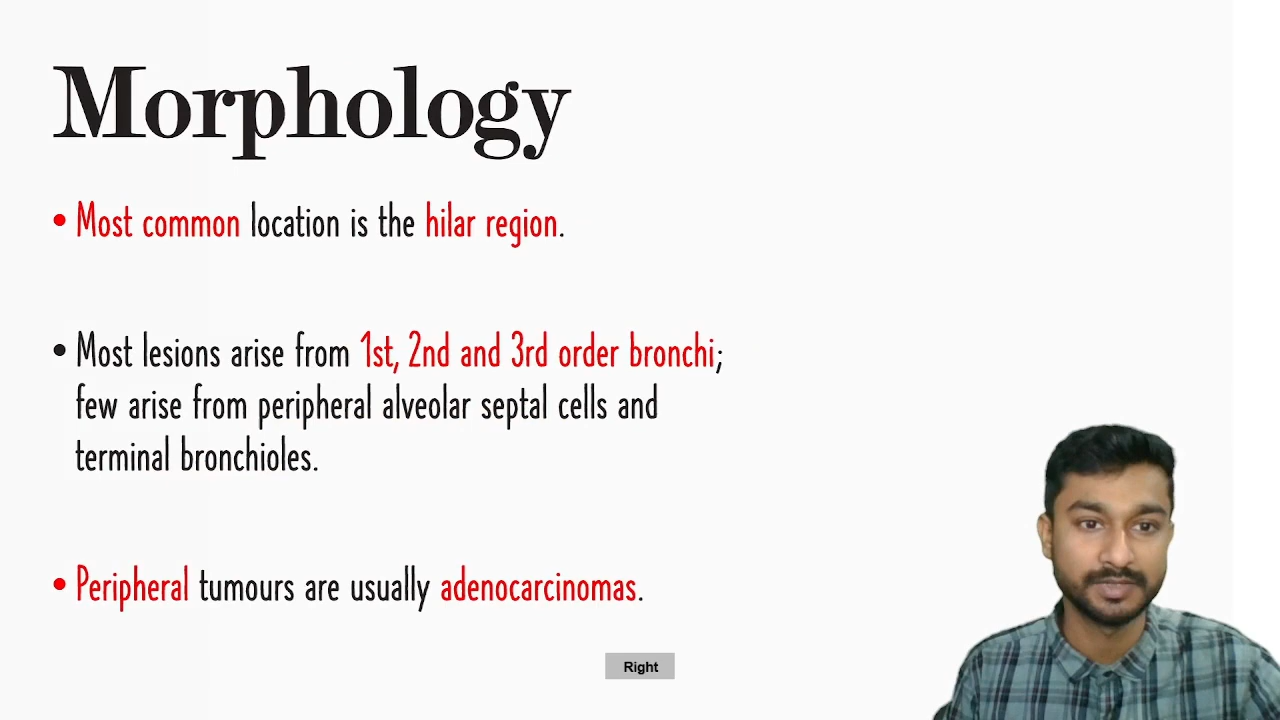 Morphology
• Most common location is the hilar region.
• Most lesions arise from 1st, 2nd and 3rd order bronchi;
few arise from peripheral alveolar septal cells and
terminal bronchioles.
• Peripheral tumours are usually adenocarcinomas.
Right